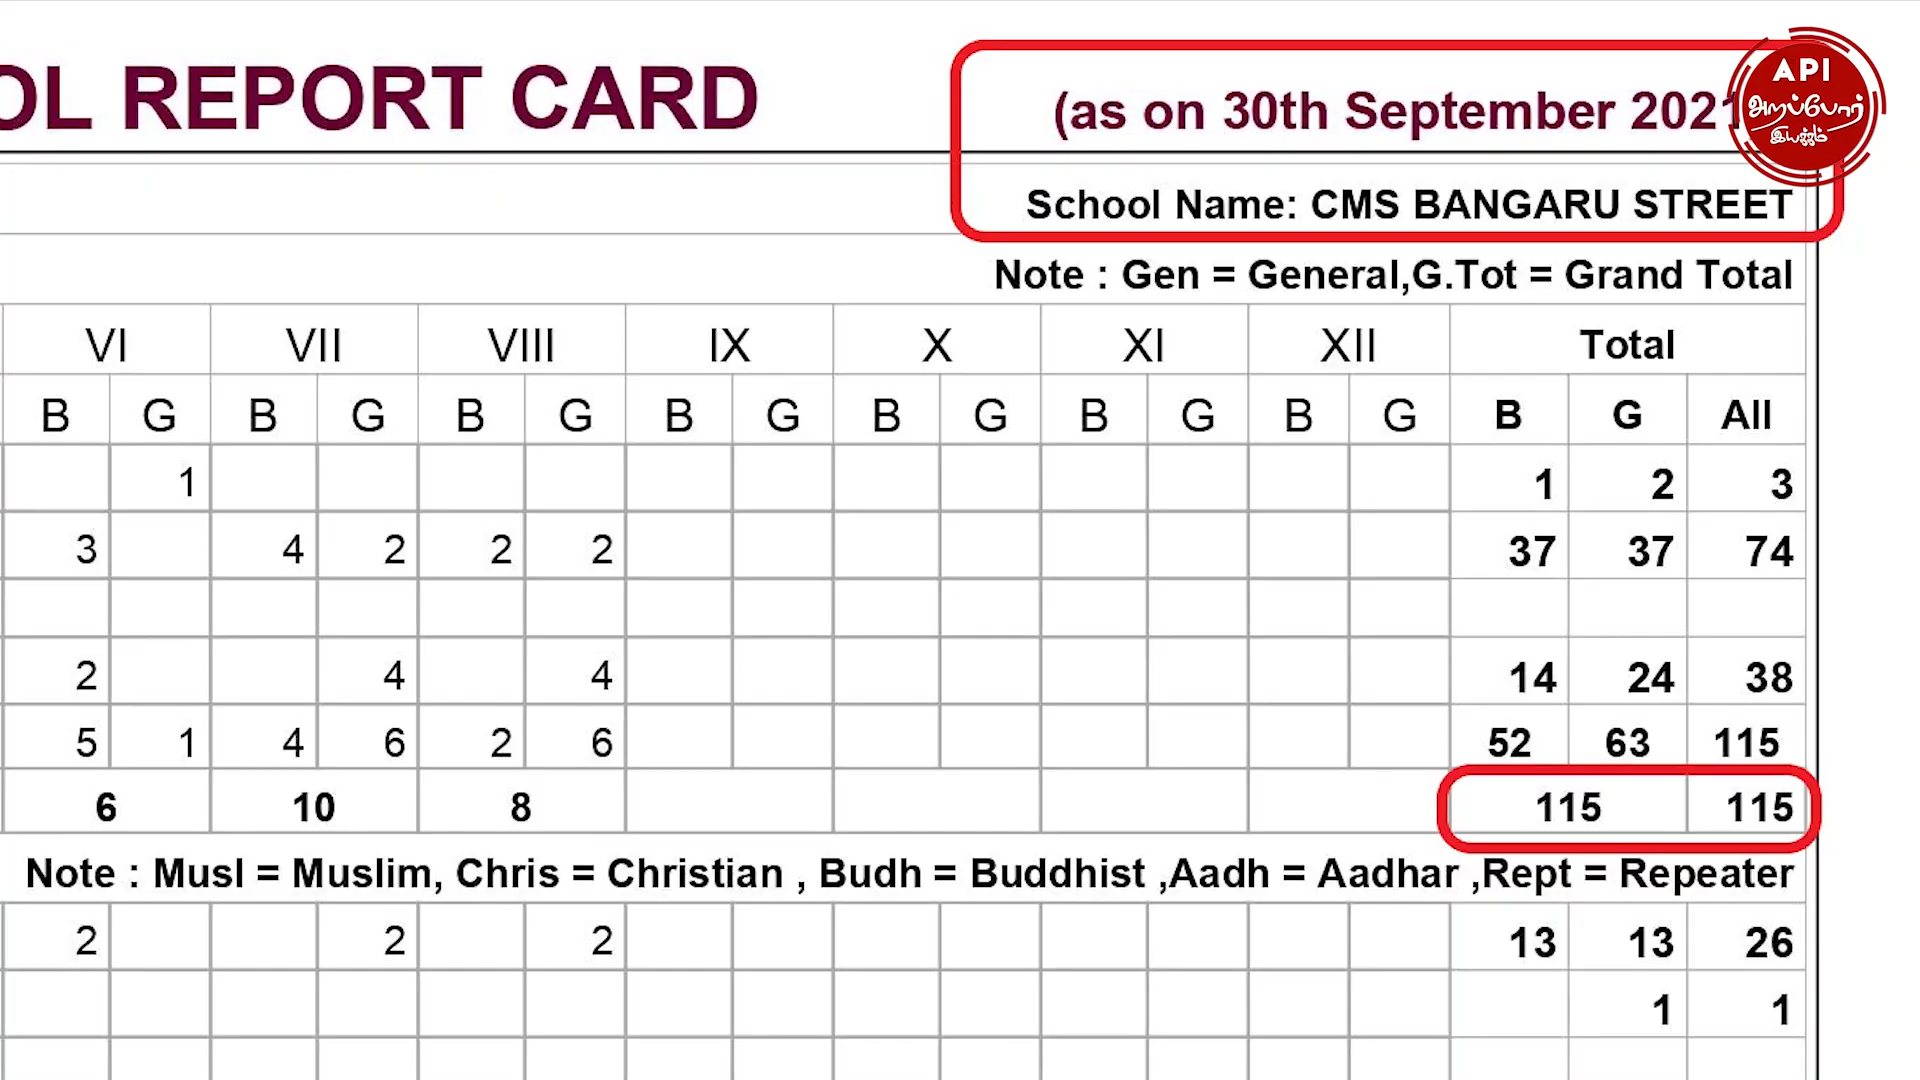 OL REPORT CARD (as on 30th September 2021
API
அறப்போர்
இயக்கம்
School Name: CMS BANGARU STREET
Note : Gen = General,G.Tot = Grand Total
VI VII VIII IX X XI XII Total
B G B G B G B G B G B G B G B G All
1 1 2 3
3 4 2 2 2 37 37 74
2 4 4 14 24 38
5 1 4 6 2 6 52 63 115
6 10 8 115 115
Note : Musl = Muslim, Chris = Christian , Budh = Buddhist ,Aadh = Aadhar ,Rept = Repeater
2 2 2 13 13 26
1 1